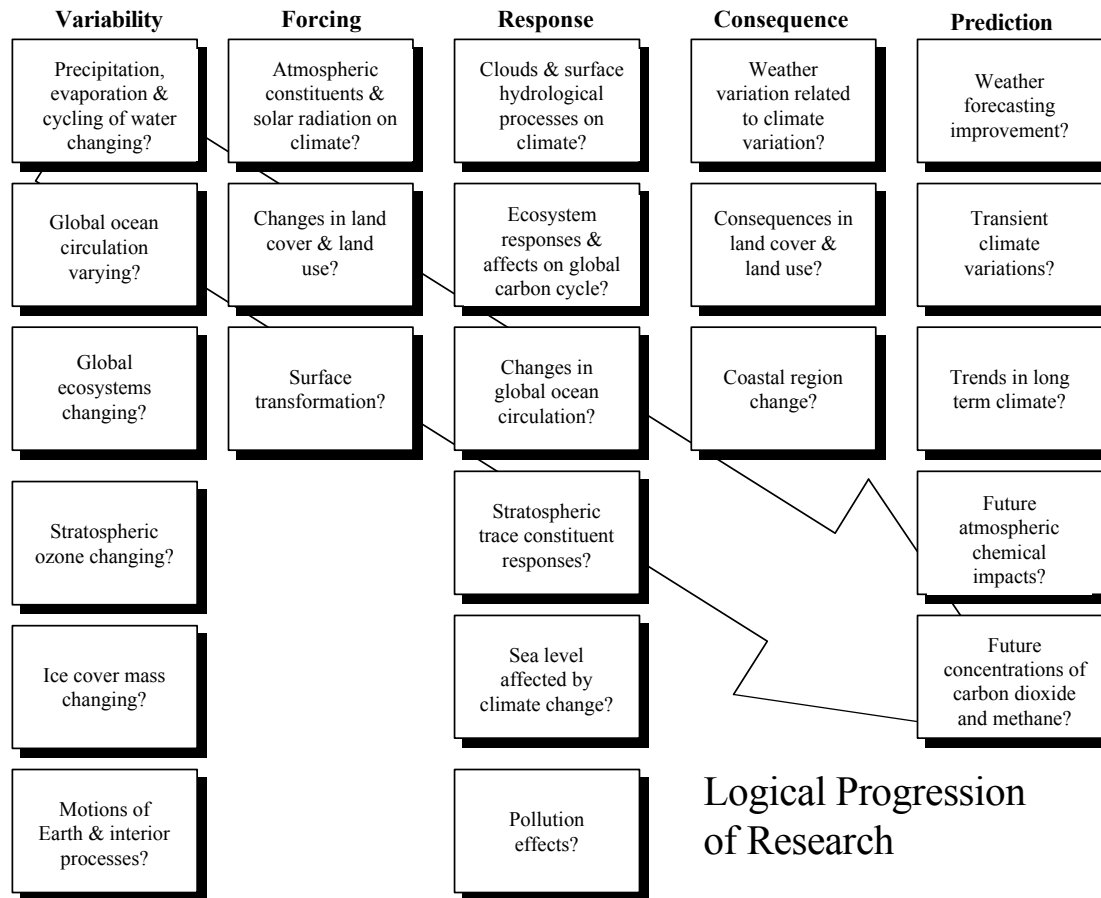 Variability
Precipitation,
evaporation &
cycling of water
changing?
Global ocean
circulation
varying?
Global
ecosystems
changing?
Stratospheric
ozone changing?
Ice cover mass
changing?
Motions of
Earth & interior
processes?
Forcing
Atmospheric
constituents &
solar radiation on
climate?
Changes in land
cover & land
use?
Surface
transformation?
Response
Clouds & surface
hydrological
processes on
climate?
Ecosystem
responses &
affects on global
carbon cycle?
Changes in
global ocean
circulation?
Stratospheric
trace constituent
responses?
Sea level
affected by
climate change?
Pollution
effects?
Consequence
Weather
variation related
to climate
variation?
Consequences in
land cover &
land use?
Coastal region
change?
Prediction
Weather
forecasting
improvement?
Transient
climate
variations?
Trends in long
term climate?
Future
atmospheric
chemical
impacts?
Future
concentrations of
carbon dioxide
and methane?
Logical Progression
of Research